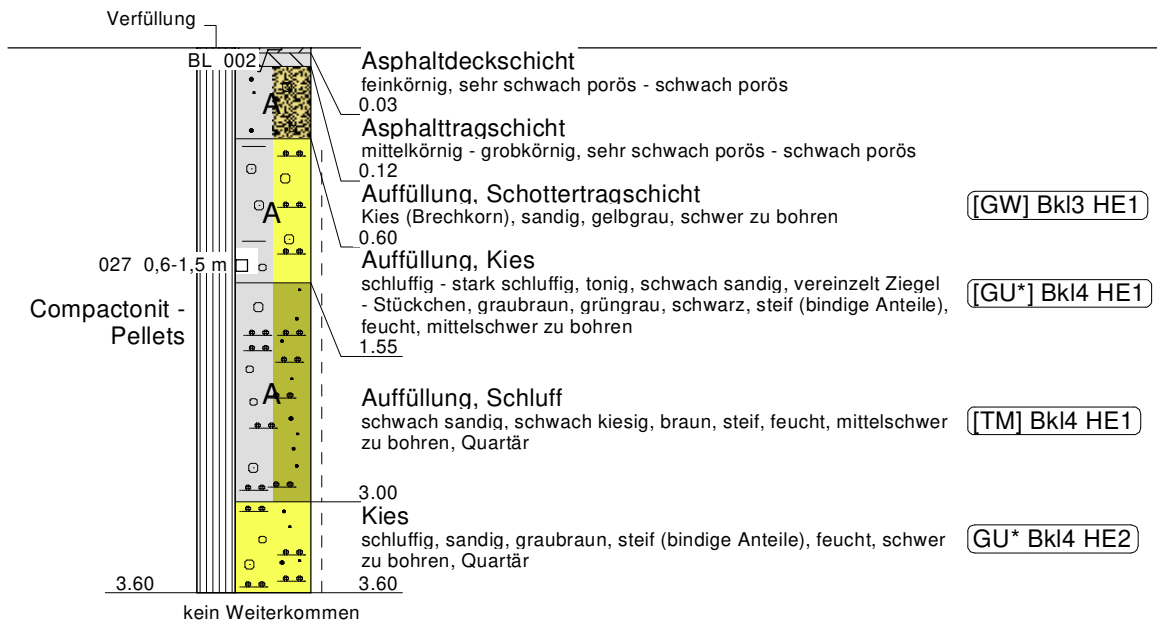 Verfüllung
BL 002
Asphaltdeckschicht
feinkörnig, sehr schwach porös - schwach porös
0.03
A
Asphalttragschicht
mittelkörnig - grobkörnig, sehr schwach porös - schwach porös
0.12
Auffüllung, Schottertragschicht
[GW] Bkl3 HE1
Kies (Brechkorn), sandig, gelbgrau, schwer zu bohren
A
0.60
Auffüllung, Kies
027 0,6-1,5 m
schluffig - stark schluffig, tonig, schwach sandig, vereinzelt Ziegel
[GU*] Bkl4 HE1
- Stückchen, graubraun, grüngrau, schwarz, steif (bindige Anteile),
feucht, mittelschwer zu bohren
Compactonit -
Pellets
1.55
A
Auffüllung, Schluff
schwach sandig, schwach kiesig, braun, steif, feucht, mittelschwer
[TM] Bkl4 HE1
zu bohren, Quartär
3.00
Kies
schluffig, sandig, graubraun, steif (bindige Anteile), feucht, schwer
GU* Bkl4 HE2
zu bohren, Quartär
3.60
3.60
kein Weiterkommen